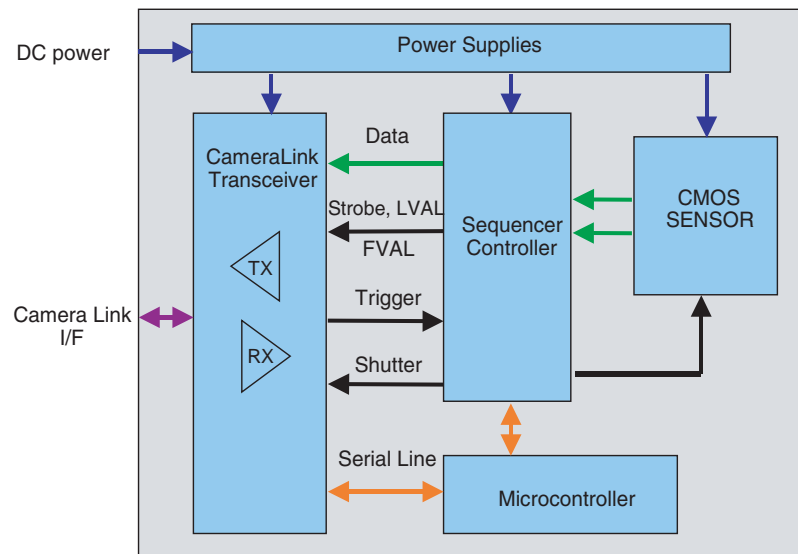 DC power
Power Supplies
CameraLink
Transceiver
Data
Strobe, LVAL
FVAL
Sequencer
Controller
CMOS
SENSOR
TX
Trigger
Camera Link
I/F
RX
Shutter
Serial Line
Microcontroller